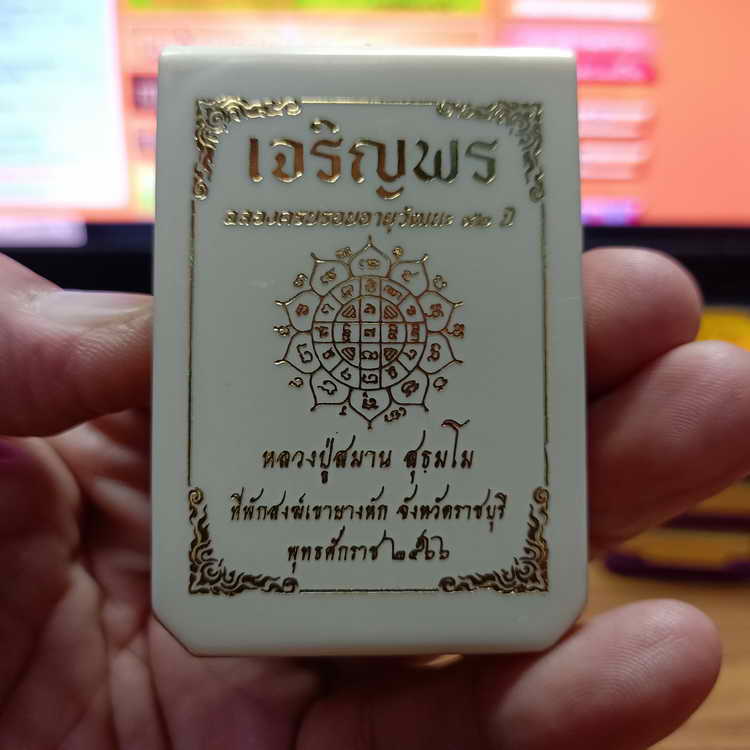 เจริญพร
ฉลองครบรอบอายุวัฒนะ ปี
หลวงปู่สมาน สุธมฺโม
ที่พักสงฆ์เขายางหัก จังหวัดราชบุรี
พุทธศักราช ๒๕๖๖